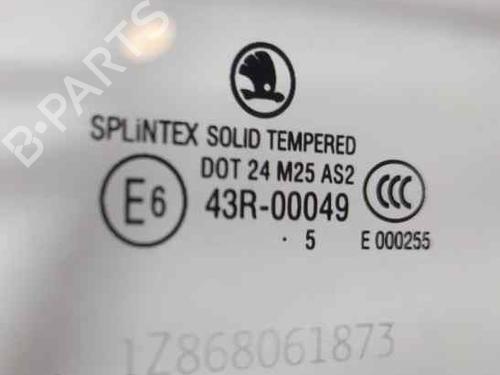 SPLiNTEX SOLID TEMPERED
DOT 24 M25 AS2
E6 43R-00049 CCC
. 5 E 000255
1Z868061873
B-PARTS